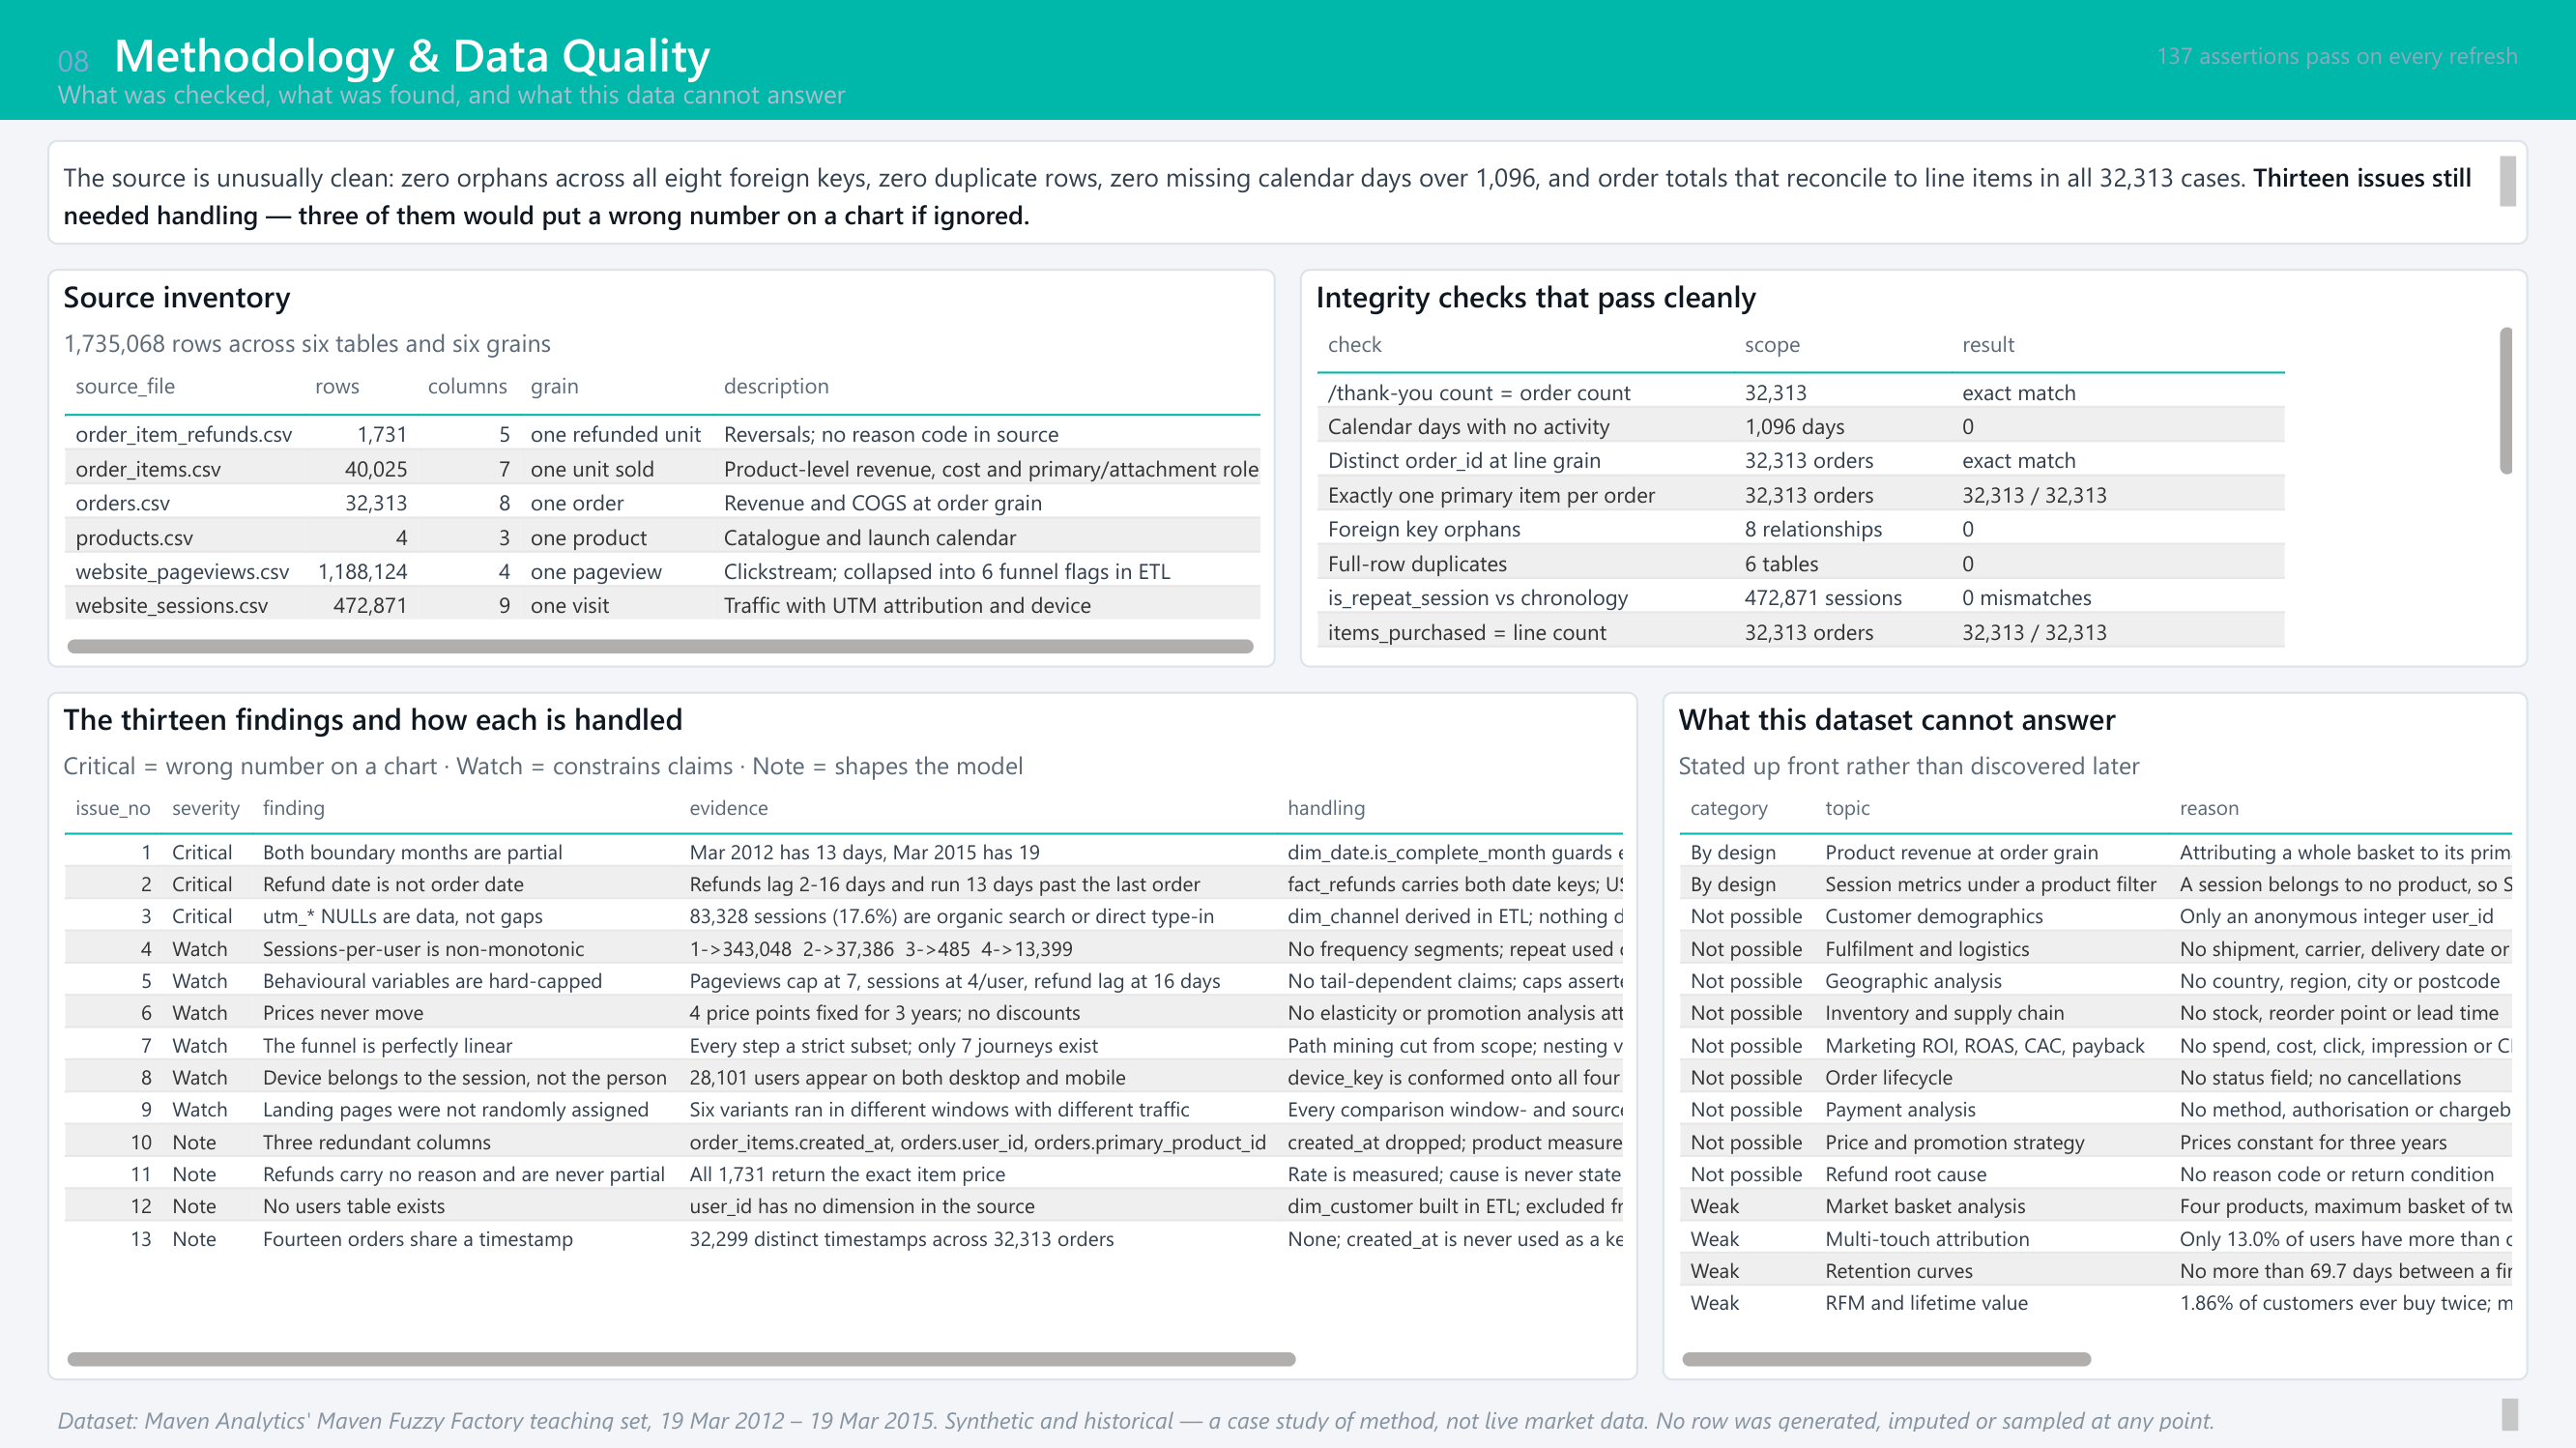 08 Methodology & Data Quality
137 assertions pass on every refresh
What was checked, what was found, and what this data cannot answer
The source is unusually clean: zero orphans across all eight foreign keys, zero duplicate rows, zero missing calendar days over 1,096, and order totals that reconcile to line items in all 32,313 cases. Thirteen issues still
needed handling — three of them would put a wrong number on a chart if ignored.
Source inventory
1,735,068 rows across six tables and six grains
source_file rows columns grain description
order_item_refunds.csv 1,731 5 one refunded unit Reversals; no reason code in source
order_items.csv 40,025 7 one unit sold Product-level revenue, cost and primary/attachment role
orders.csv 32,313 8 one order Revenue and COGS at order grain
products.csv 4 3 one product Catalogue and launch calendar
website_pageviews.csv 1,188,124 4 one pageview Clickstream; collapsed into 6 funnel flags in ETL
website_sessions.csv 472,871 9 one visit Traffic with UTM attribution and device
Integrity checks that pass cleanly
check scope result
/thank-you count = order count 32,313 exact match
Calendar days with no activity 1,096 days 0
Distinct order_id at line grain 32,313 orders exact match
Exactly one primary item per order 32,313 orders 32,313 / 32,313
Foreign key orphans 8 relationships 0
Full-row duplicates 6 tables 0
is_repeat_session vs chronology 472,871 sessions 0 mismatches
items_purchased = line count 32,313 orders 32,313 / 32,313
The thirteen findings and how each is handled
Critical = wrong number on a chart · Watch = constrains claims · Note = shapes the model
issue_no severity finding evidence handling
1 Critical Both boundary months are partial Mar 2012 has 13 days, Mar 2015 has 19 dim_date.is_complete_month guards
2 Critical Refund date is not order date Refunds lag 2-16 days and run 13 days past the last order fact_refunds carries both date keys;
3 Critical utm_* NULLs are data, not gaps 83,328 sessions (17.6%) are organic search or direct type-in dim_channel derived in ETL; nothing
4 Watch Sessions-per-user is non-monotonic 1->343,048 2->37,386 3->485 4->13,399 No frequency segments; repeat used
5 Watch Behavioural variables are hard-capped Pageviews cap at 7, sessions at 4/user, refund lag at 16 days No tail-dependent claims; caps
6 Watch Prices never move 4 price points fixed for 3 years; no discounts No elasticity or promotion analysis
7 Watch The funnel is perfectly linear Every step a strict subset; only 7 journeys exist Path mining cut from scope; nesting
8 Watch Device belongs to the session, not the person 28,101 users appear on both desktop and mobile device_key is conformed onto all four
9 Watch Landing pages were not randomly assigned Six variants ran in different windows with different traffic Every comparison window- and
10 Note Three redundant columns order_items.created_at, orders.user_id, orders.primary_product_id created_at dropped; product
11 Note Refunds carry no reason and are never partial All 1,731 return the exact item price Rate is measured; cause is never
12 Note No users table exists user_id has no dimension in the source dim_customer built in ETL; excluded
13 Note Fourteen orders share a timestamp 32,299 distinct timestamps across 32,313 orders None; created_at is never used as a
What this dataset cannot answer
Stated up front rather than discovered later
category topic reason
By design Product revenue at order grain Attributing a whole basket to its
By design Session metrics under a product filter A session belongs to no product, so
Not possible Customer demographics Only an anonymous integer user_id
Not possible Fulfilment and logistics No shipment, carrier, delivery date or
Not possible Geographic analysis No country, region, city or postcode
Not possible Inventory and supply chain No stock, reorder point or lead time
Not possible Marketing ROI, ROAS, CAC, payback No spend, cost, click, impression or
Not possible Order lifecycle No status field; no cancellations
Not possible Payment analysis No method, authorisation or
Not possible Price and promotion strategy Prices constant for three years
Not possible Refund root cause No reason code or return condition
Weak Market basket analysis Four products, maximum basket of
Weak Multi-touch attribution Only 13.0% of users have more than
Weak Retention curves No more than 69.7 days between a
Weak RFM and lifetime value 1.86% of customers ever buy twice;
Dataset: Maven Analytics' Maven Fuzzy Factory teaching set, 19 Mar 2012 – 19 Mar 2015. Synthetic and historical — a case study of method, not live market data. No row was generated, imputed or sampled at any point.